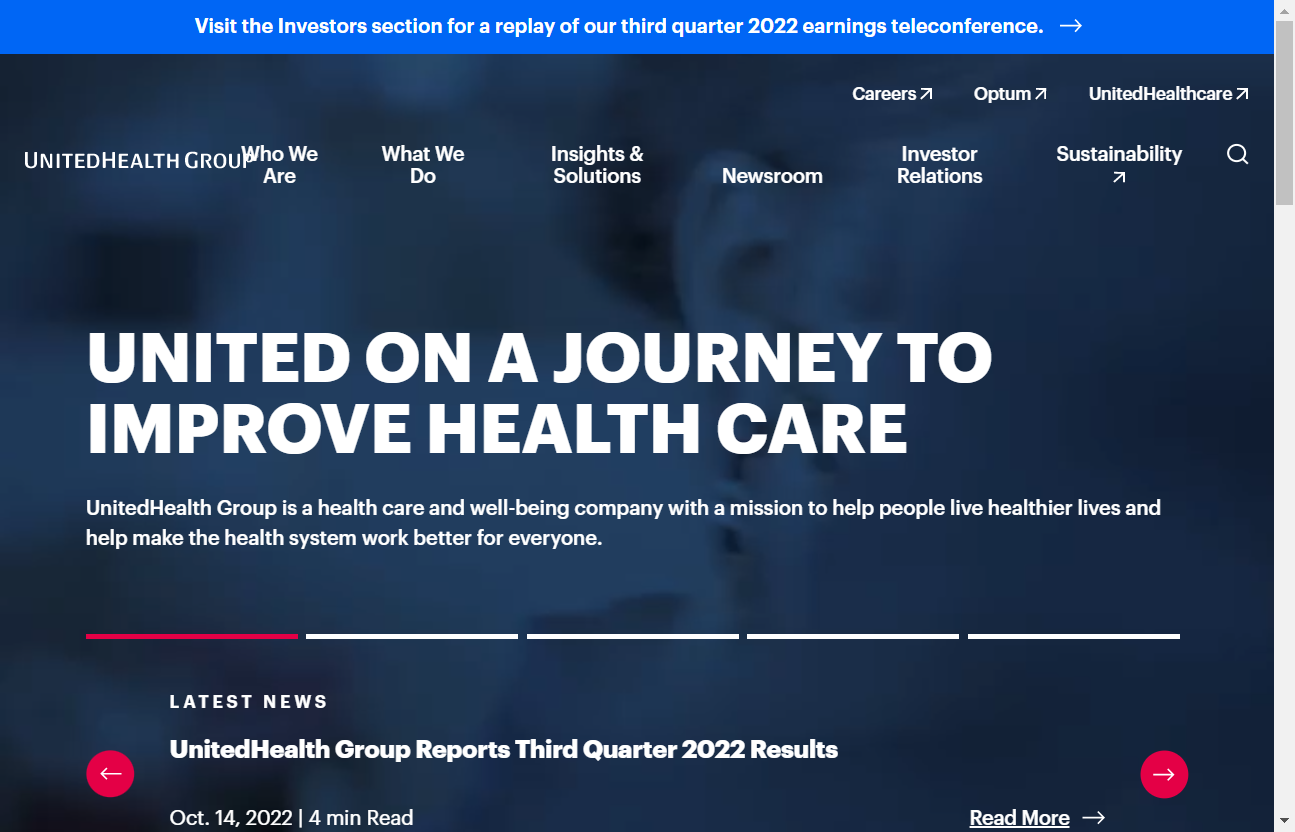 Visit the Investors section for a replay of our third quarter 2022 earnings teleconference.
Careers
Optum
UnitedHealthcare
UNITEDHEALTH GROUP
Who We
Are
What We
Do
Insights &
Solutions
Newsroom
Investor
Relations
Sustainability
UNITED ON A JOURNEY TO
IMPROVE HEALTH CARE
UnitedHealth Group is a health care and well-being company with a mission to help people live healthier lives and
help make the health system work better for everyone.
LATEST NEWS
UnitedHealth Group Reports Third Quarter 2022 Results
Oct. 14, 2022 | 4 min Read
Read More